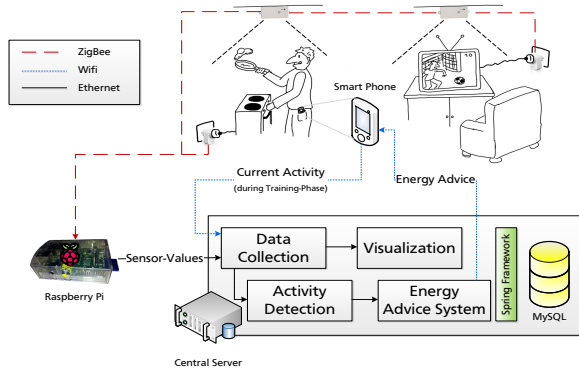 ZigBee
Wifi
Ethernet
Smart Phone
Current Activity
(during Training-Phase)
Energy Advice
Sensor-Values
Data
Collection
Visualization
Activity
Detection
Energy
Advice System
Spring Framework
MySQL
Raspberry Pi
Central Server